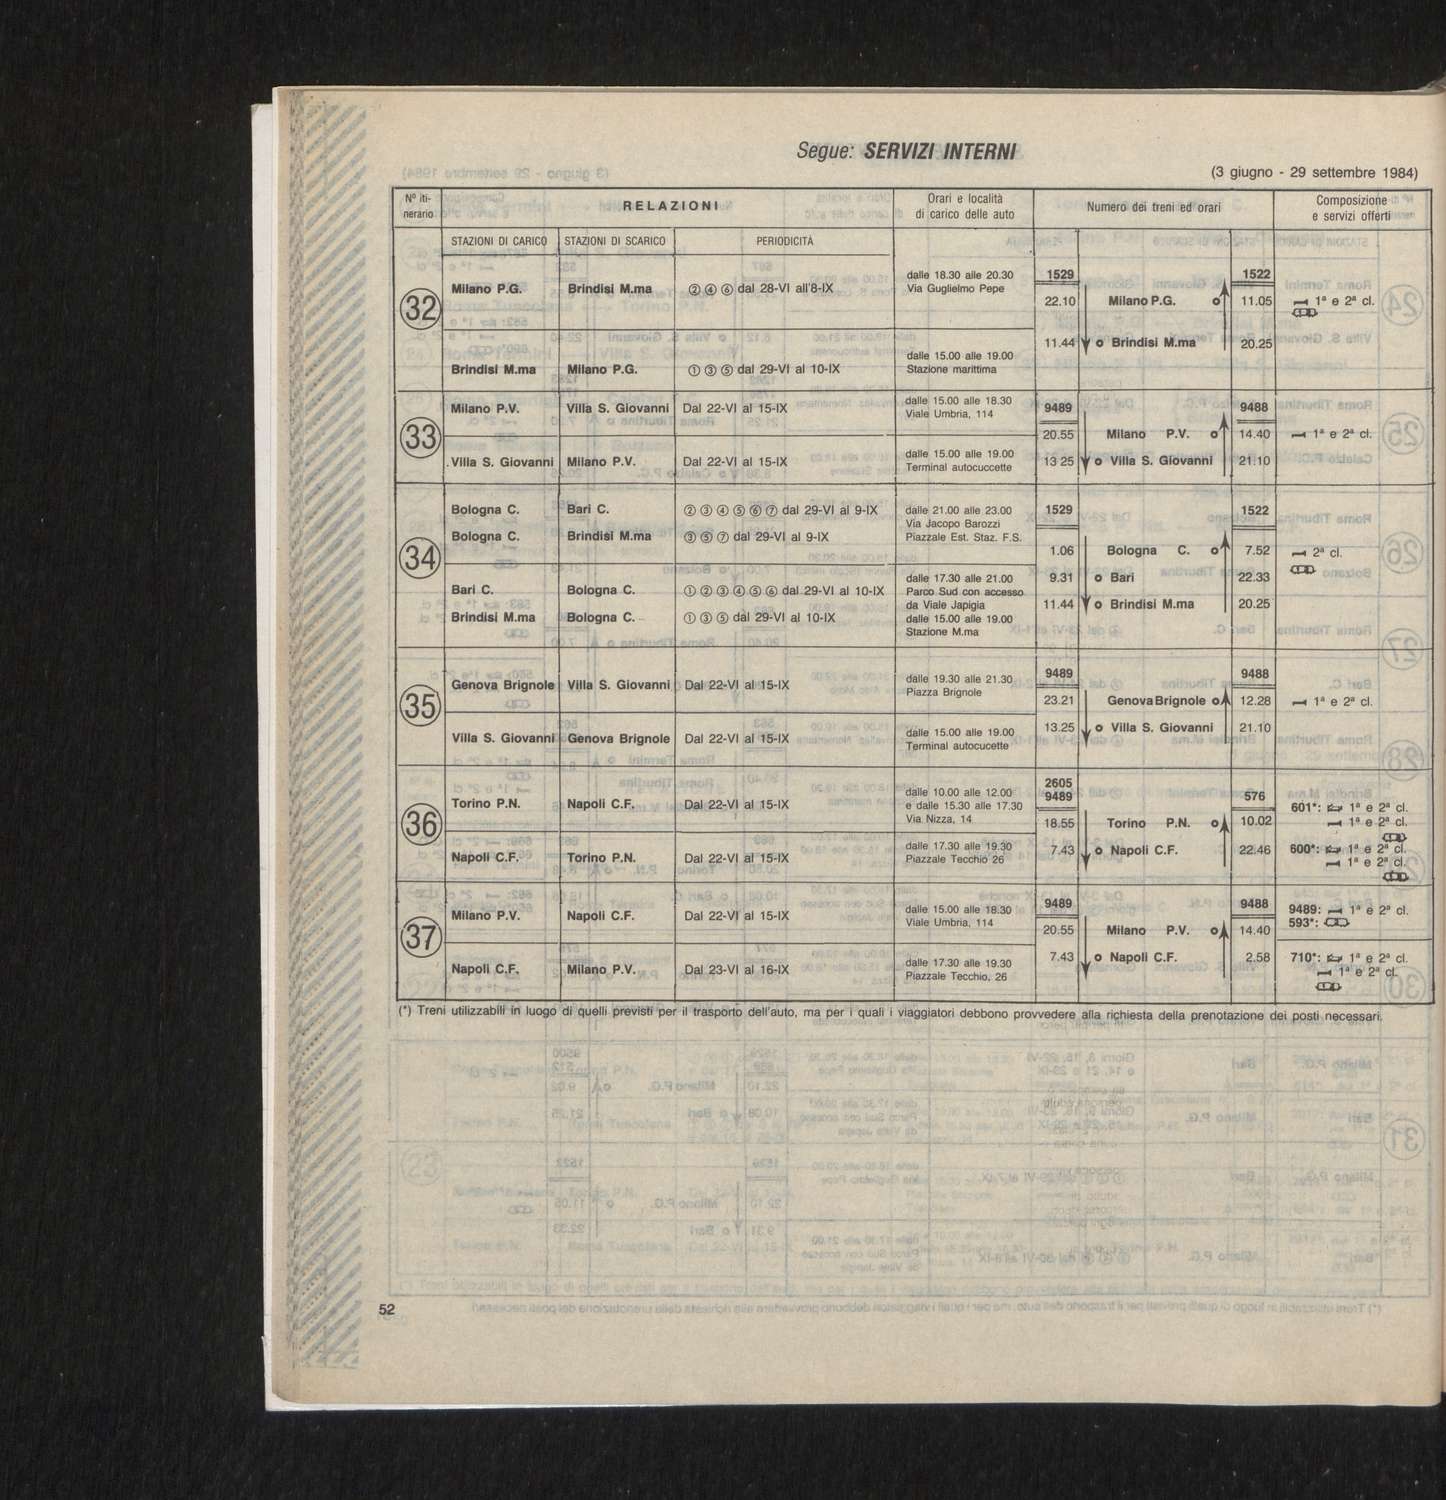 Segue: SERVIZI INTERNI
(3 giugno - 29 settembre 1984)
Nº iti- nerario RELAZIONI Orari e località di carico delle auto Numero dei treni ed orari Composizione e servizi offerti
STAZIONI DI CARICO STAZIONI DI SCARICO PERIODICITÀ
32
Milano P.G. Brindisi M.ma ② ④ ⑥ dal 28-VI all'8-IX
dalle 18.30 alle 20.30
Via Guglielmo Pepe
Brindisi M.ma Milano P.G. ① ③ ⑤ dal 29-VI al 10-IX
dalle 15.00 alle 19.00
Stazione marittima
1529 1522
22.10 Milano P.G. o 11.05 1ª e 2ª cl.
11.44 o Brindisi M.ma 20.25
33
Milano P.V. Villa S. Giovanni Dal 22-VI al 15-IX
dalle 15.00 alle 18.30
Viale Umbria, 114
Villa S. Giovanni Milano P.V. Dal 22-VI al 15-IX
dalle 15.00 alle 19.00
Terminal autocuccette
9489 9488
20.55 Milano P.V. o 14.40 1ª e 2ª cl.
13 25 o Villa S. Giovanni 21.10
34
Bologna C. Bari C. ② ③ ④ ⑤ ⑥ ⑦ dal 29-VI al 9-IX
Bologna C. Brindisi M.ma ③ ⑤ ⑦ dal 29-VI al 9-IX
dalle 21.00 alle 23.00
Via Jacopo Barozzi
Piazzale Est. Staz. F.S.
Bari C. Bologna C. ① ② ③ ④ ⑤ ⑥ dal 29-VI al 10-IX
Brindisi M.ma Bologna C. ① ③ ⑤ dal 29-VI al 10-IX
dalle 17.30 alle 21.00
Parco Sud con accesso
da Viale Japigia
dalle 15.00 alle 19.00
Stazione M.ma
1529 1522
1.06 Bologna C. o 7.52 2ª cl.
9.31 o Bari 22.33
11.44 o Brindisi M.ma 20.25
35
Genova Brignole Villa S. Giovanni Dal 22-VI al 15-IX
dalle 19.30 alle 21.30
Piazza Brignole
Villa S. Giovanni Genova Brignole Dal 22-VI al 15-IX
dalle 15.00 alle 19.00
Terminal autocucette
9489 9488
23.21 Genova Brignole o 12.28 1ª e 2ª cl.
13.25 o Villa S. Giovanni 21.10
36
Torino P.N. Napoli C.F. Dal 22-VI al 15-IX
dalle 10.00 alle 12.00
e dalle 15.30 alle 17.30
Via Nizza, 14
Napoli C.F. Torino P.N. Dal 22-VI al 15-IX
dalle 17.30 alle 19.30
Piazzale Tecchio 26
2605
9489 576
18.55 Torino P.N. o 10.02
7.43 o Napoli C.F. 22.46
601*: 1ª e 2ª cl.
1ª e 2ª cl.
600*: 1ª e 2ª cl.
1ª e 2ª cl.
37
Milano P.V. Napoli C.F. Dal 22-VI al 15-IX
dalle 15.00 alle 18.30
Viale Umbria, 114
Napoli C.F. Milano P.V. Dal 23-VI al 16-IX
dalle 17.30 alle 19.30
Piazzale Tecchio, 26
9489 9488
20.55 Milano P.V. o 14.40
7.43 o Napoli C.F. 2.58
9489: 1ª e 2ª cl.
593*:
710*: 1ª e 2ª cl.
1ª e 2ª cl.
(*) Treni utilizzabili in luogo di quelli previsti per il trasporto dell'auto, ma per i quali i viaggiatori debbono provvedere alla richiesta della prenotazione dei posti necessari.
52